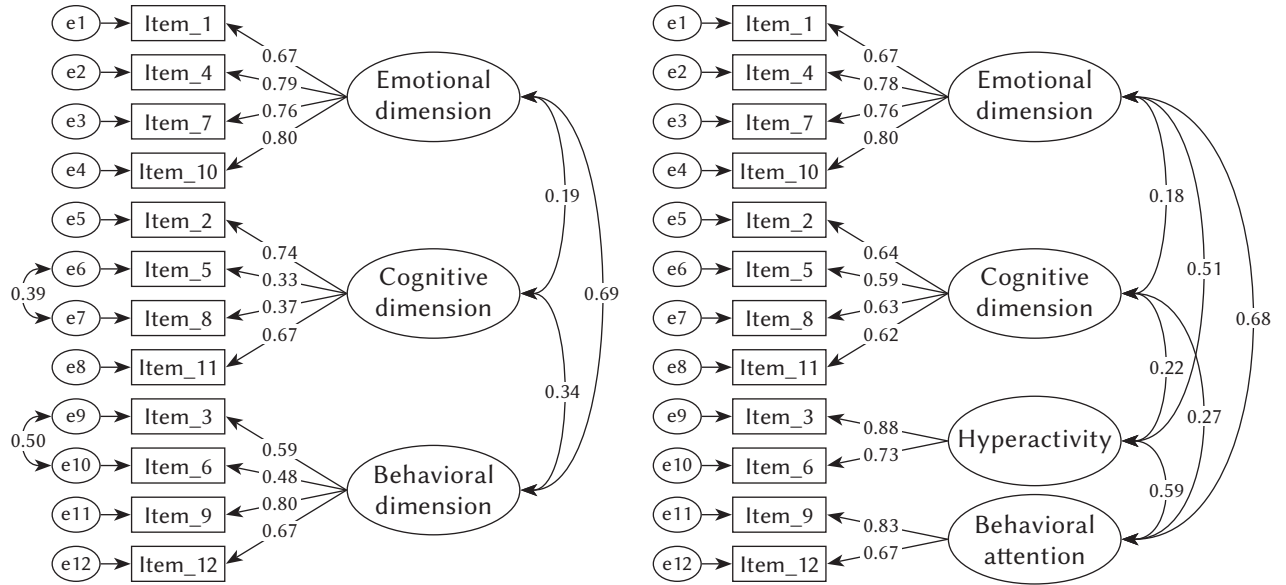 e1
Item_1
0.67
e2
Item_4
0.79
Emotional
dimension
e3
Item_7
0.76
e4
Item_10
0.80
0.19
e5
Item_2
0.74
e6
Item_5
0.33
Cognitive
dimension
0.39
0.69
e7
Item_8
0.37
e8
Item_11
0.67
0.34
e9
Item_3
0.59
0.50
e10
Item_6
0.48
Behavioral
dimension
e11
Item_9
0.80
e12
Item_12
0.67
e1
Item_1
0.67
e2
Item_4
0.78
Emotional
dimension
e3
Item_7
0.76
e4
Item_10
0.80
0.18
e5
Item_2
0.64
e6
Item_5
0.59
Cognitive
dimension
0.51
e7
Item_8
0.63
0.68
e8
Item_11
0.62
0.22
e9
Item_3
0.88
Hyperactivity
0.27
e10
Item_6
0.73
0.59
e11
Item_9
0.83
Behavioral
attention
e12
Item_12
0.67